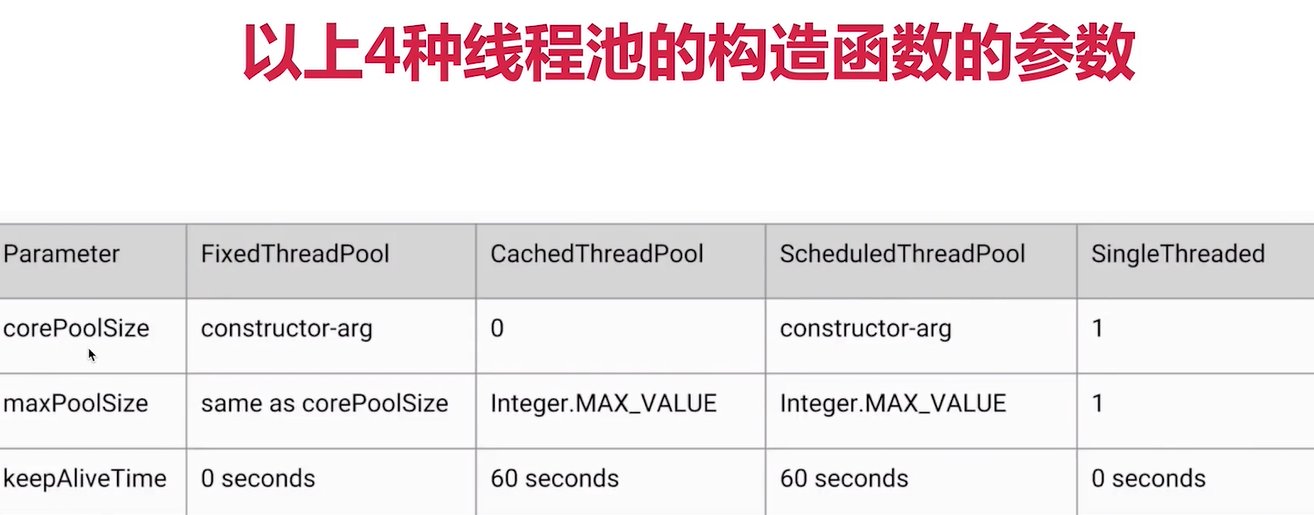 以上4种线程池的构造函数的参数
Parameter FixedThreadPool CachedThreadPool ScheduledThreadPool SingleThreaded
corePoolSize constructor-arg 0 constructor-arg 1
maxPoolSize same as corePoolSize Integer.MAX_VALUE Integer.MAX_VALUE 1
keepAliveTime 0 seconds 60 seconds 60 seconds 0 seconds